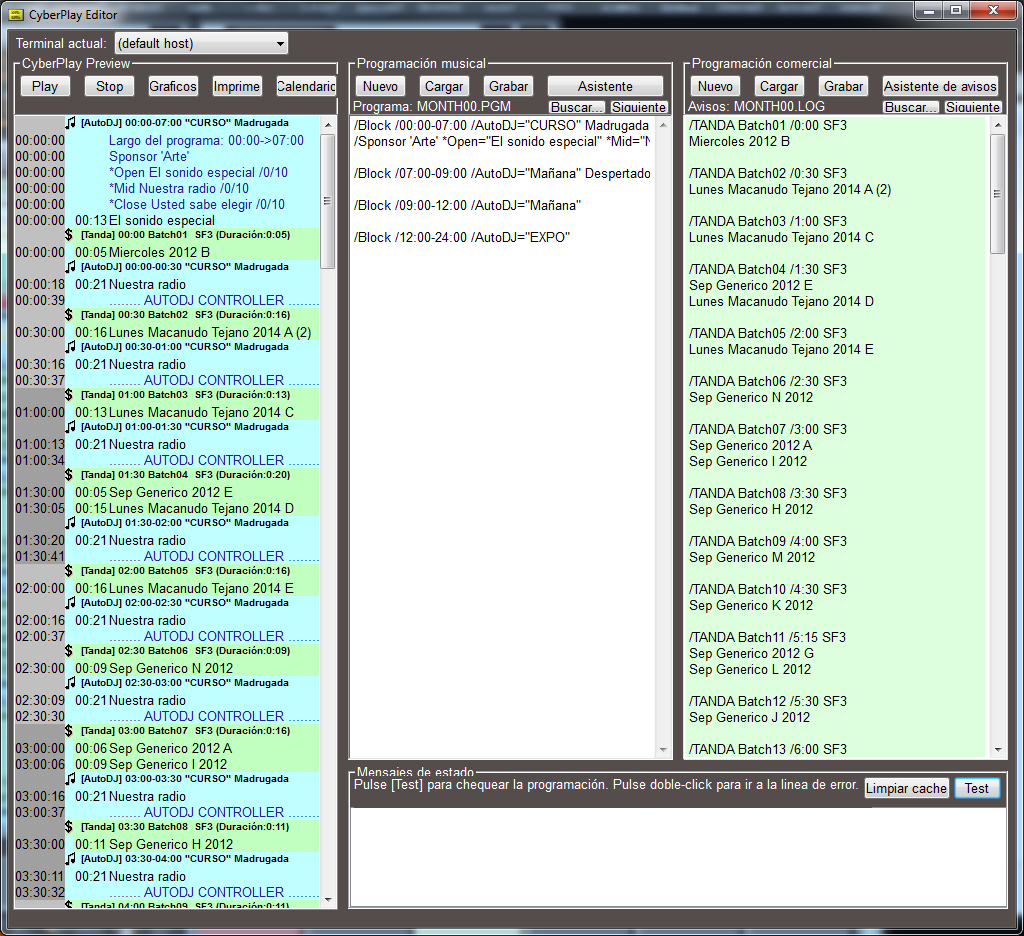 CyberPlay Editor
Terminal actual: (default host)
CyberPlay Preview
Play Stop Graficos Imprime Calendario
[AutoDJ] 00:00-07:00 "CURSO" Madrugada
00:00:00 Largo del programa: 00:00->07:00
00:00:00 Sponsor 'Arte'
00:00:00 *Open El sonido especial /0/10
00:00:00 *Mid Nuestra radio /0/10
00:00:00 *Close Usted sabe elegir /0/10
00:00:00 00:13 El sonido especial
$ [Tanda] 00:00 Batch01 SF3 (Duración:0:05)
00:00:00 00:05 Miercoles 2012 B
[AutoDJ] 00:00-00:30 "CURSO" Madrugada
00:00:18 00:21 Nuestra radio
00:00:39 ........ AUTODJ CONTROLLER ........
$ [Tanda] 00:30 Batch02 SF3 (Duración:0:16)
00:30:00 00:16 Lunes Macanudo Tejano 2014 A (2)
[AutoDJ] 00:30-01:00 "CURSO" Madrugada
00:30:16 00:21 Nuestra radio
00:30:37 ........ AUTODJ CONTROLLER ........
$ [Tanda] 01:00 Batch03 SF3 (Duración:0:13)
01:00:00 00:13 Lunes Macanudo Tejano 2014 C
[AutoDJ] 01:00-01:30 "CURSO" Madrugada
01:00:13 00:21 Nuestra radio
01:00:34 ........ AUTODJ CONTROLLER ........
$ [Tanda] 01:30 Batch04 SF3 (Duración:0:20)
01:30:00 00:05 Sep Generico 2012 E
01:30:05 00:15 Lunes Macanudo Tejano 2014 D
[AutoDJ] 01:30-02:00 "CURSO" Madrugada
01:30:20 00:21 Nuestra radio
01:30:41 ........ AUTODJ CONTROLLER ........
$ [Tanda] 02:00 Batch05 SF3 (Duración:0:16)
02:00:00 00:16 Lunes Macanudo Tejano 2014 E
[AutoDJ] 02:00-02:30 "CURSO" Madrugada
02:00:16 00:21 Nuestra radio
02:00:37 ........ AUTODJ CONTROLLER ........
$ [Tanda] 02:30 Batch06 SF3 (Duración:0:09)
02:30:00 00:09 Sep Generico N 2012
[AutoDJ] 02:30-03:00 "CURSO" Madrugada
02:30:09 00:21 Nuestra radio
02:30:30 ........ AUTODJ CONTROLLER ........
$ [Tanda] 03:00 Batch07 SF3 (Duración:0:16)
03:00:00 00:06 Sep Generico 2012 A
03:00:06 00:09 Sep Generico I 2012
[AutoDJ] 03:00-03:30 "CURSO" Madrugada
03:00:16 00:21 Nuestra radio
03:00:37 ........ AUTODJ CONTROLLER ........
$ [Tanda] 03:30 Batch08 SF3 (Duración:0:11)
03:30:00 00:11 Sep Generico H 2012
[AutoDJ] 03:30-04:00 "CURSO" Madrugada
03:30:11 00:21 Nuestra radio
03:30:32 ........ AUTODJ CONTROLLER ........
$ [Tanda] 04:00 Batch09 SF3 (Duración:0:11)
Programación musical
Nuevo Cargar Grabar Asistente
Programa: MONTH00.PGM Buscar... Siguiente
/Block /00:00-07:00 /AutoDJ="CURSO" Madrugada
/Sponsor 'Arte' *Open="El sonido especial" *Mid="N
/Block /07:00-09:00 /AutoDJ="Mañana" Despertado
/Block /09:00-12:00 /AutoDJ="Mañana"
/Block /12:00-24:00 /AutoDJ="EXPO"
Programación comercial
Nuevo Cargar Grabar Asistente de avisos
Avisos: MONTH00.LOG Buscar... Siguiente
/TANDA Batch01 /0:00 SF3
Miercoles 2012 B
/TANDA Batch02 /0:30 SF3
Lunes Macanudo Tejano 2014 A (2)
/TANDA Batch03 /1:00 SF3
Lunes Macanudo Tejano 2014 C
/TANDA Batch04 /1:30 SF3
Sep Generico 2012 E
Lunes Macanudo Tejano 2014 D
/TANDA Batch05 /2:00 SF3
Lunes Macanudo Tejano 2014 E
/TANDA Batch06 /2:30 SF3
Sep Generico N 2012
/TANDA Batch07 /3:00 SF3
Sep Generico 2012 A
Sep Generico I 2012
/TANDA Batch08 /3:30 SF3
Sep Generico H 2012
/TANDA Batch09 /4:00 SF3
Sep Generico M 2012
/TANDA Batch10 /4:30 SF3
Sep Generico K 2012
/TANDA Batch11 /5:15 SF3
Sep Generico 2012 G
Sep Generico L 2012
/TANDA Batch12 /5:30 SF3
Sep Generico J 2012
/TANDA Batch13 /6:00 SF3
Mensajes de estado
Pulse [Test] para chequear la programación. Pulse doble-click para ir a la linea de error. Limpiar cache Test